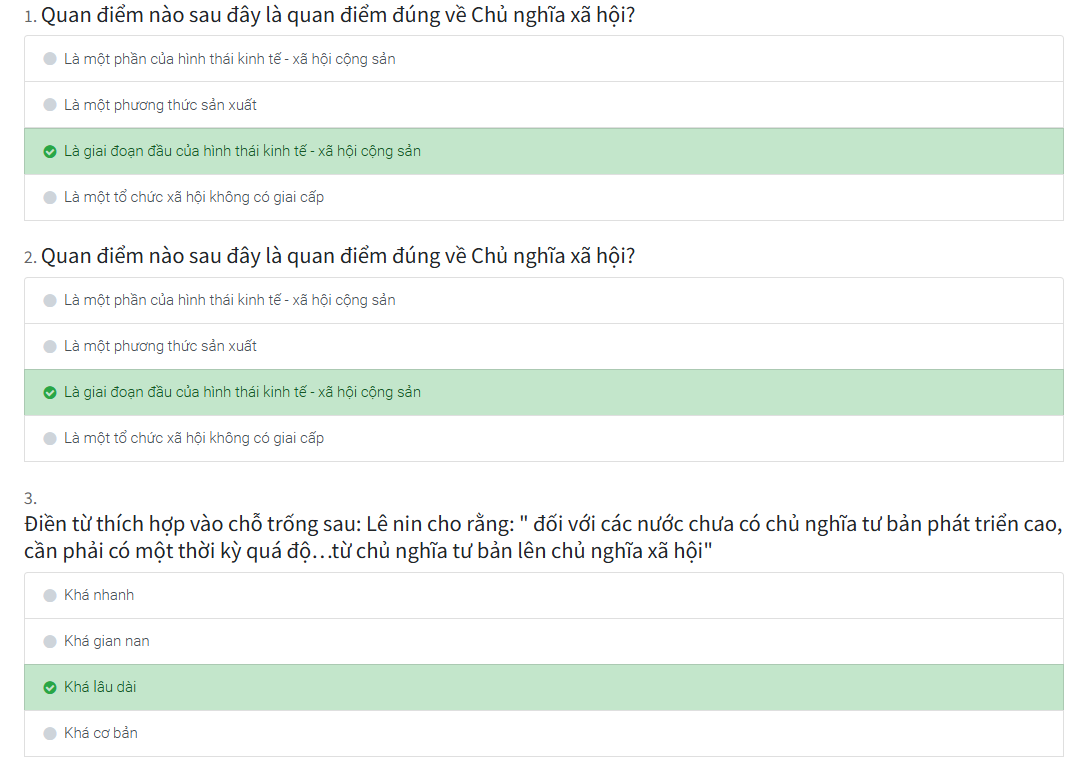 1. Quan điểm nào sau đây là quan điểm đúng về Chủ nghĩa xã hội?
Là một phần của hình thái kinh tế - xã hội cộng sản
Là một phương thức sản xuất
Là giai đoạn đầu của hình thái kinh tế - xã hội cộng sản
Là một tổ chức xã hội không có giai cấp
2. Quan điểm nào sau đây là quan điểm đúng về Chủ nghĩa xã hội?
Là một phần của hình thái kinh tế - xã hội cộng sản
Là một phương thức sản xuất
Là giai đoạn đầu của hình thái kinh tế - xã hội cộng sản
Là một tổ chức xã hội không có giai cấp
3.
Điền từ thích hợp vào chỗ trống sau: Lê nin cho rằng: " đối với các nước chưa có chủ nghĩa tư bản phát triển cao,
cần phải có một thời kỳ quá độ...từ chủ nghĩa tư bản lên chủ nghĩa xã hội"
Khá nhanh
Khá gian nan
Khá lâu dài
Khá cơ bản